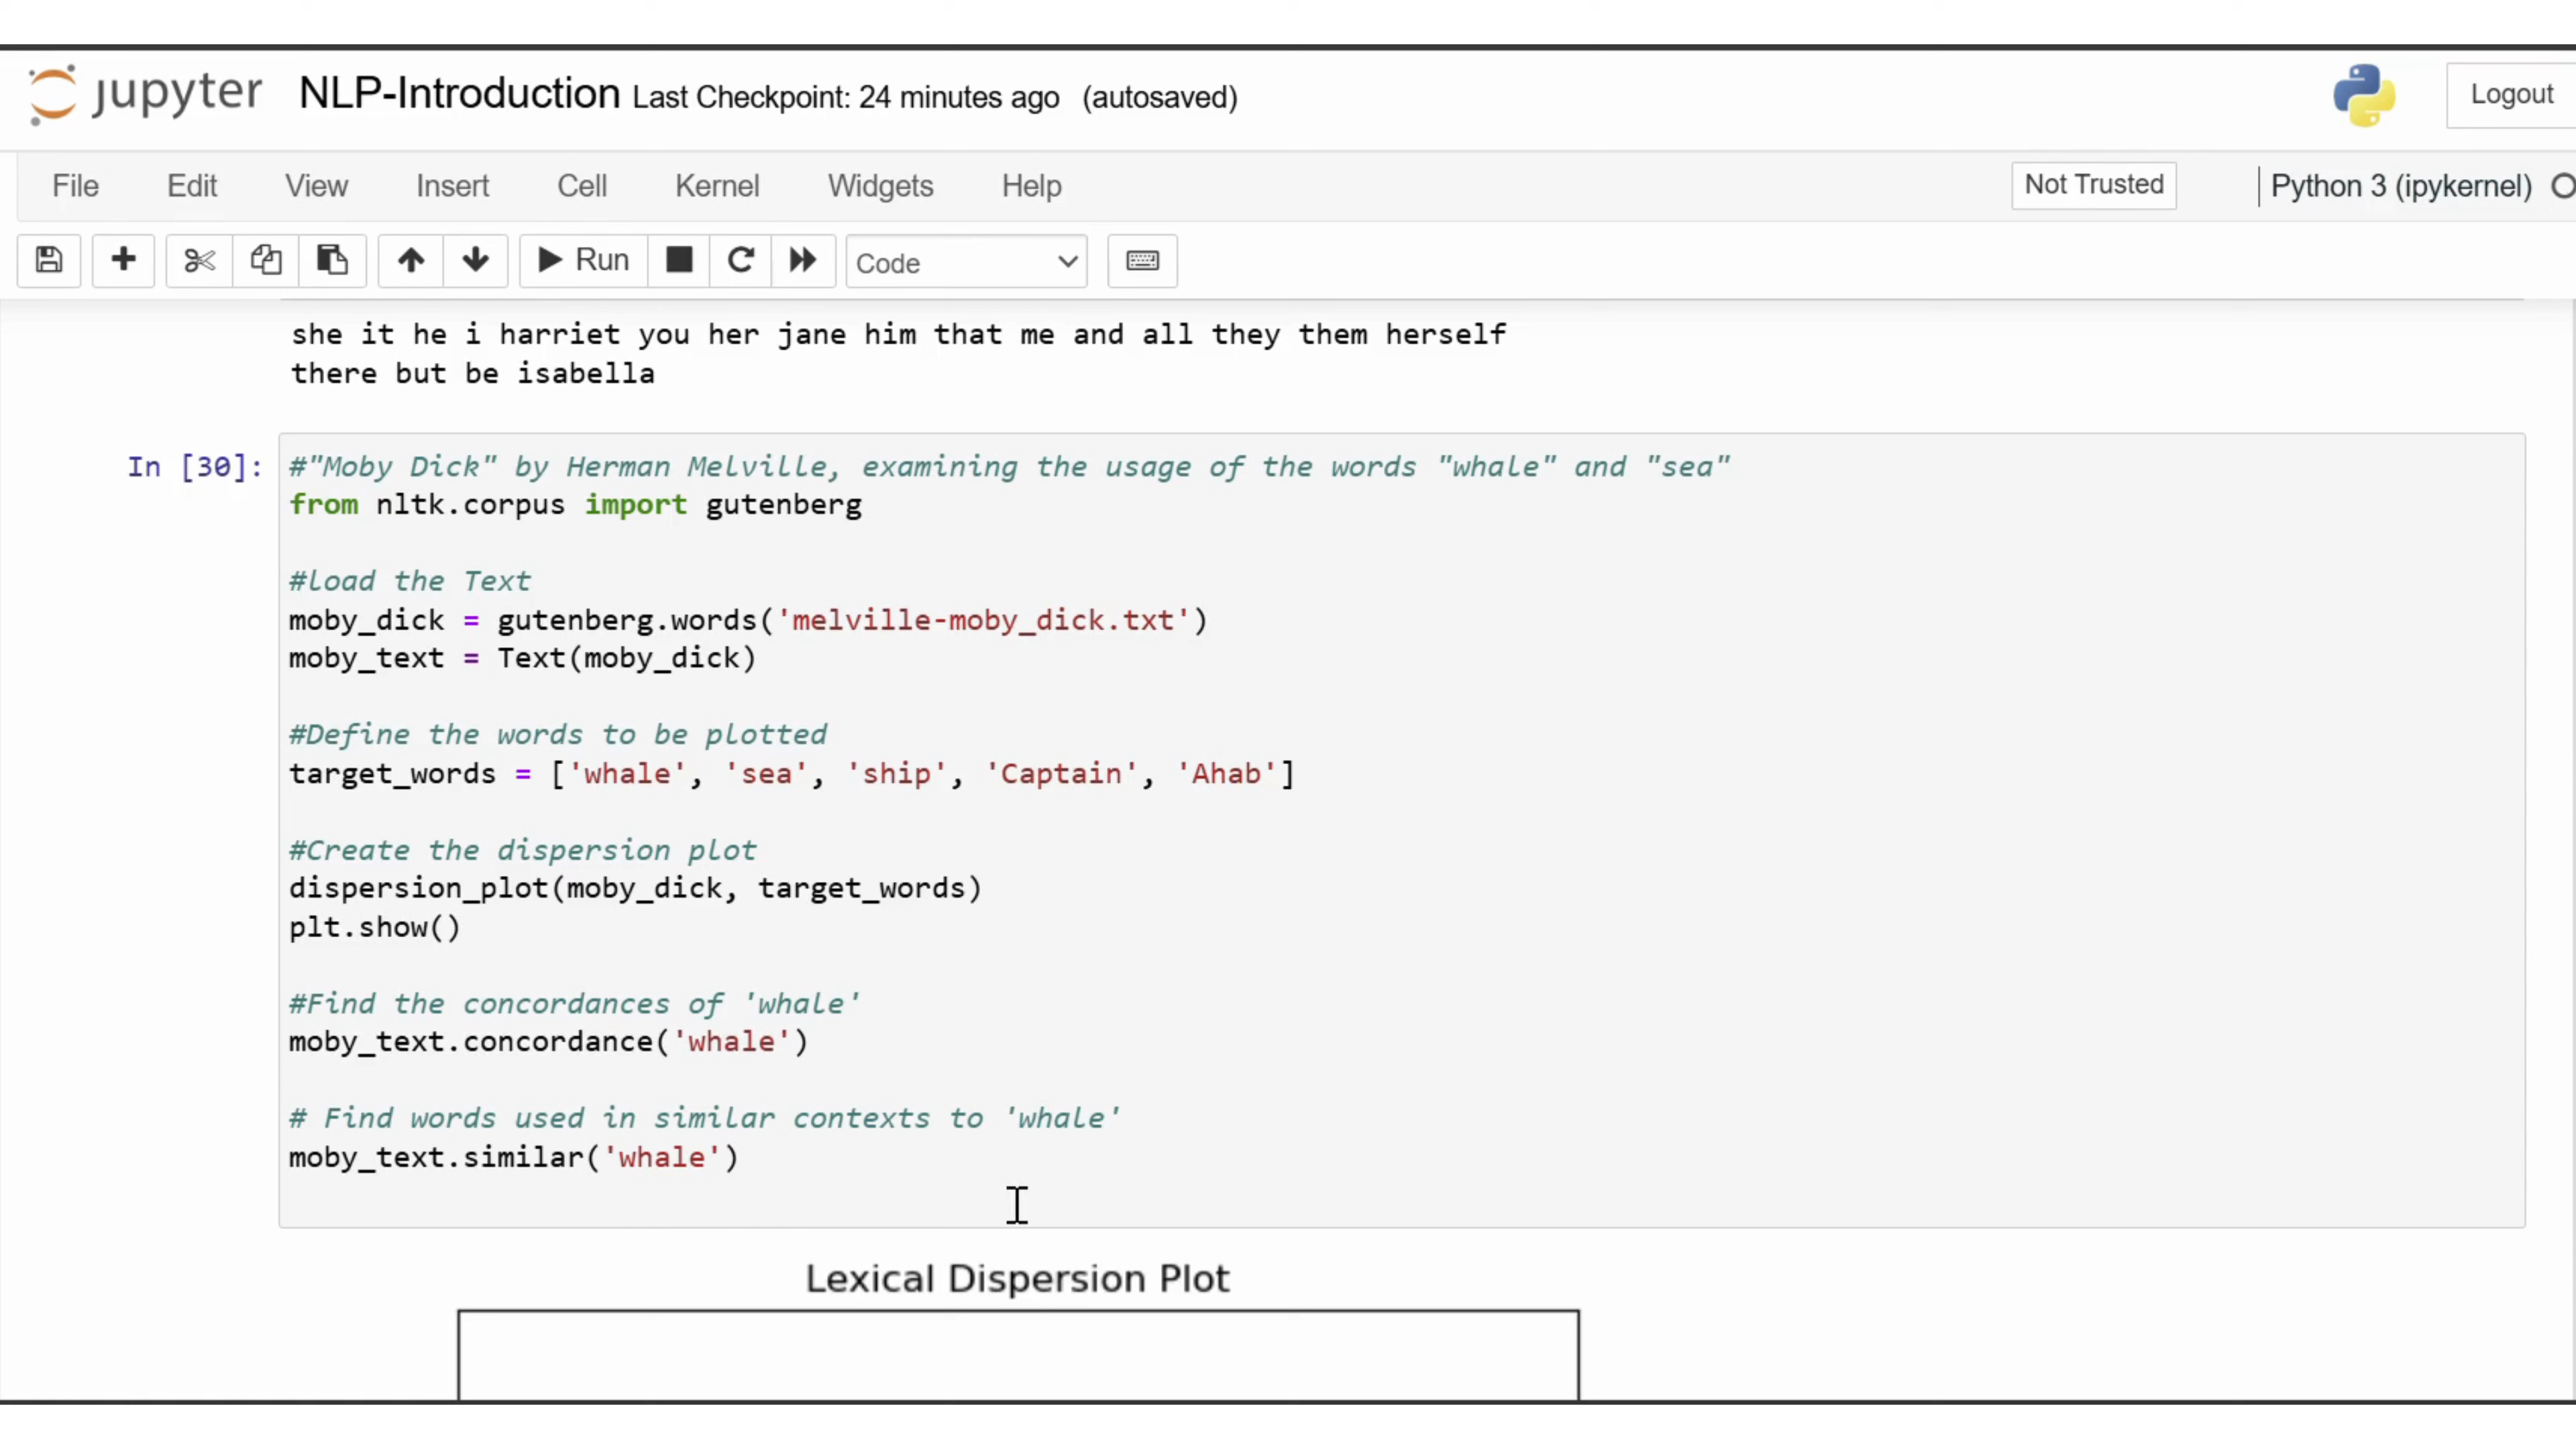 jupyter NLP-Introduction Last Checkpoint: 24 minutes ago (autosaved) Logout
File Edit View Insert Cell Kernel Widgets Help Not Trusted Python 3 (ipykernel)
Run Code
she it he i harriet you her jane him that me and all they them herself
there but be isabella
In [30]: #"Moby Dick" by Herman Melville, examining the usage of the words "whale" and "sea"
from nltk.corpus import gutenberg
#load the Text
moby_dick = gutenberg.words('melville-moby_dick.txt')
moby_text = Text(moby_dick)
#Define the words to be plotted
target_words = ['whale', 'sea', 'ship', 'Captain', 'Ahab']
#Create the dispersion plot
dispersion_plot(moby_dick, target_words)
plt.show()
#Find the concordances of 'whale'
moby_text.concordance('whale')
# Find words used in similar contexts to 'whale'
moby_text.similar('whale')
Lexical Dispersion Plot